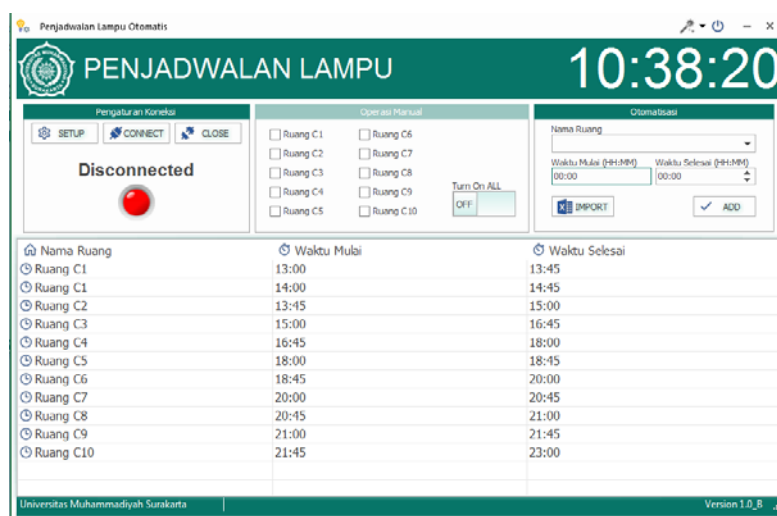 Penjadwalan Lampu Otomatis
PENJADWALAN LAMPU
10:38:20
Pengaturan Koneksi
SETUP CONNECT CLOSE
Disconnected
Operasi Manual
Ruang C1 Ruang C6
Ruang C2 Ruang C7
Ruang C3 Ruang C8
Ruang C4 Ruang C9
Ruang C5 Ruang C10
Turn On ALL
OFF
Otomatisasi
Nama Ruang
Waktu Mulai (HH:MM) Waktu Selesai (HH:MM)
00:00 00:00
IMPORT ADD
Nama Ruang Waktu Mulai Waktu Selesai
Ruang C1 13:00 13:45
Ruang C1 14:00 14:45
Ruang C2 13:45 15:00
Ruang C3 15:00 16:45
Ruang C4 16:45 18:00
Ruang C5 18:00 18:45
Ruang C6 18:45 20:00
Ruang C7 20:00 20:45
Ruang C8 20:45 21:00
Ruang C9 21:00 21:45
Ruang C10 21:45 23:00
Universitas Muhammadiyah Surakarta Version 1.0_B